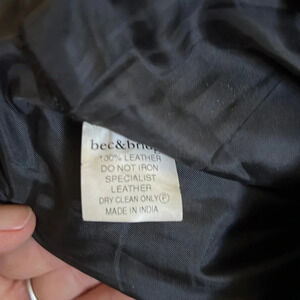 bec&bridge
100% LEATHER
DO NOT IRON
SPECIALIST
LEATHER
DRY CLEAN ONLY Ⓟ
MADE IN INDIA